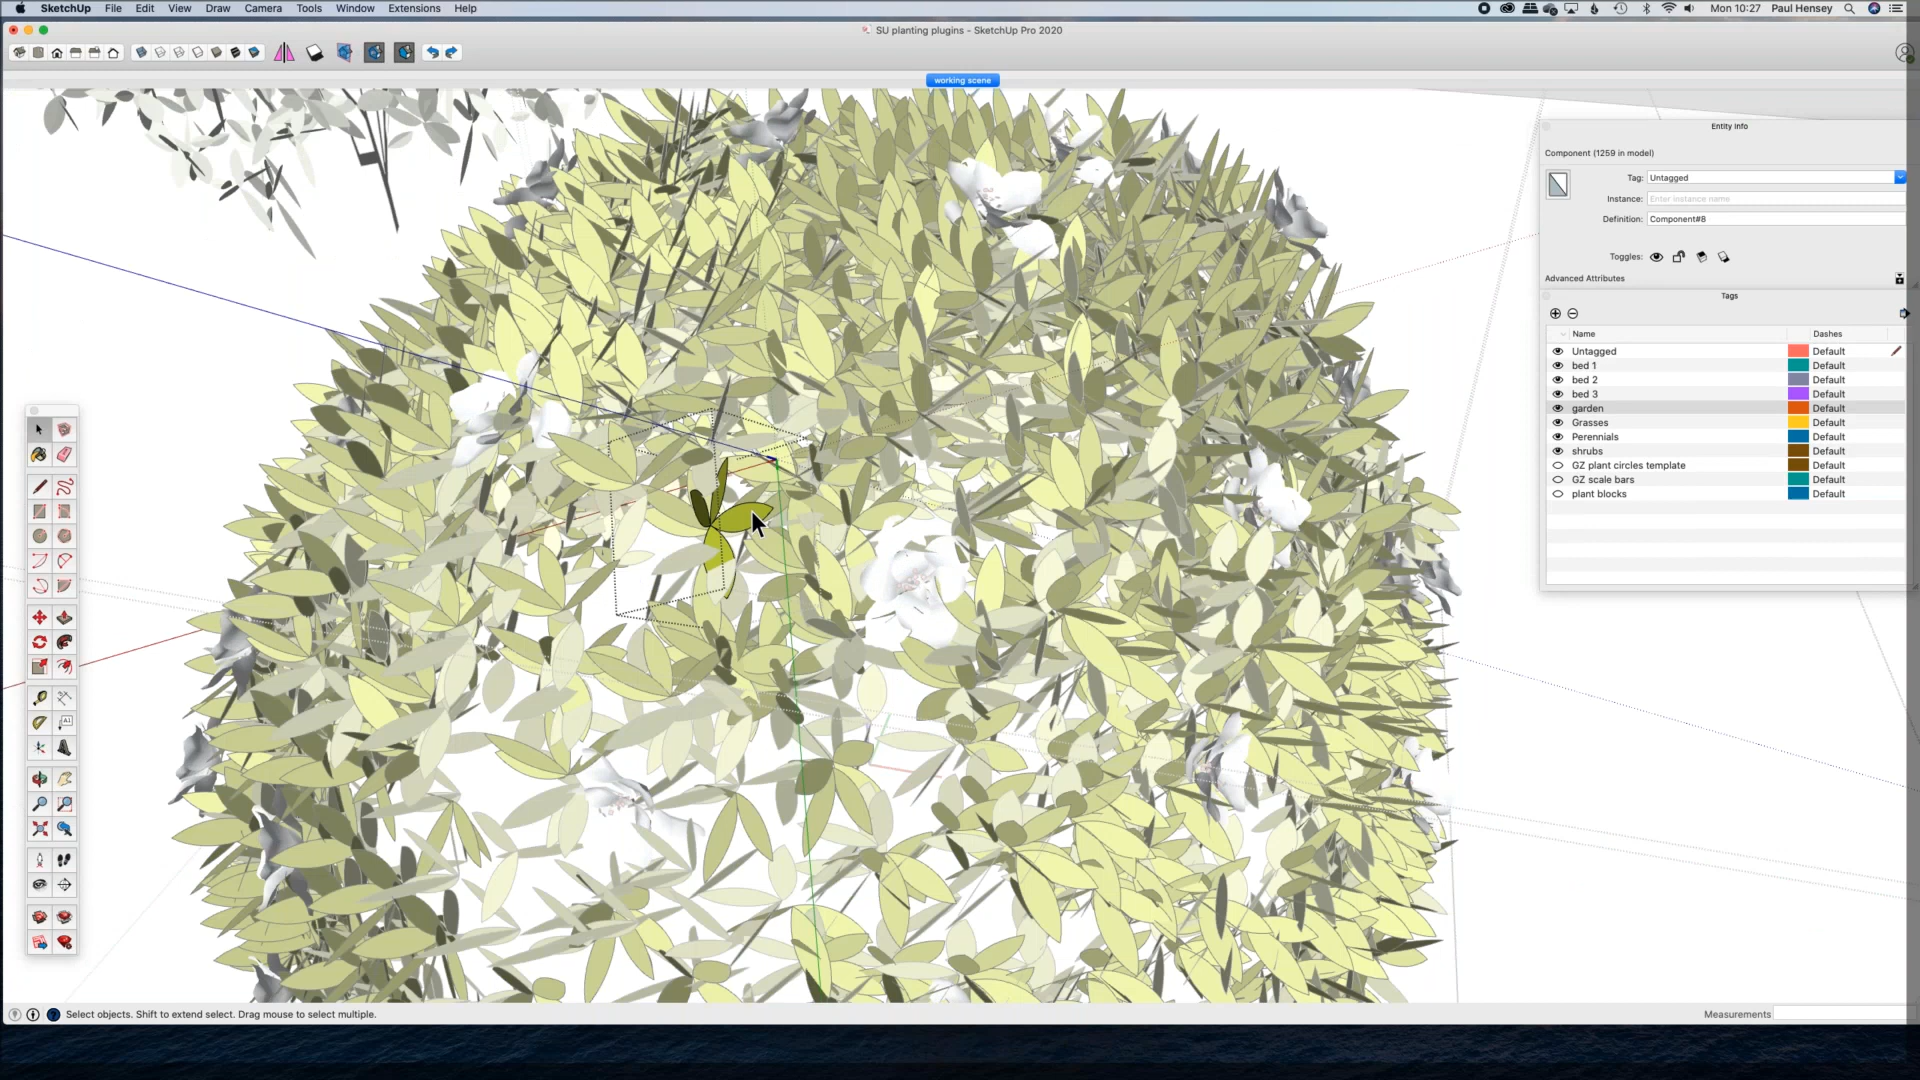 SketchUp File Edit View Draw Camera Tools Window Extensions Help Mon 10:27 Paul Hensey
SU planting plugins - SketchUp Pro 2020
working scene
Entity Info
Component (1259 in model)
Tag: Untagged
Instance: Enter instance name
Definition: Component#8
Toggles:
Advanced Attributes
Tags
Name Dashes
Untagged Default
bed 1 Default
bed 2 Default
bed 3 Default
garden Default
Grasses Default
Perennials Default
shrubs Default
GZ plant circles template Default
GZ scale bars Default
plant blocks Default
Select objects. Shift to extend select. Drag mouse to select multiple. Measurements